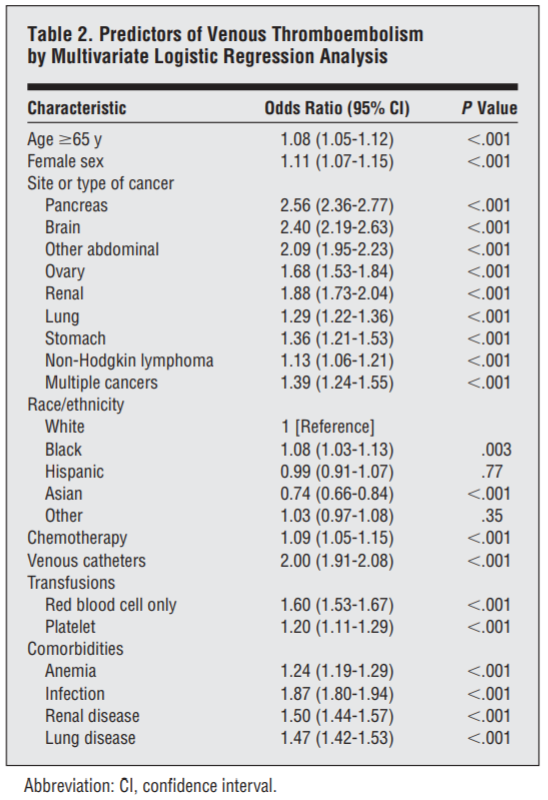 Table 2. Predictors of Venous Thromboembolism
by Multivariate Logistic Regression Analysis
Characteristic Odds Ratio (95% CI) P Value
Age ≥65 y 1.08 (1.05-1.12) <.001
Female sex 1.11 (1.07-1.15) <.001
Site or type of cancer
Pancreas 2.56 (2.36-2.77) <.001
Brain 2.40 (2.19-2.63) <.001
Other abdominal 2.09 (1.95-2.23) <.001
Ovary 1.68 (1.53-1.84) <.001
Renal 1.88 (1.73-2.04) <.001
Lung 1.29 (1.22-1.36) <.001
Stomach 1.36 (1.21-1.53) <.001
Non-Hodgkin lymphoma 1.13 (1.06-1.21) <.001
Multiple cancers 1.39 (1.24-1.55) <.001
Race/ethnicity
White 1 [Reference]
Black 1.08 (1.03-1.13) .003
Hispanic 0.99 (0.91-1.07) .77
Asian 0.74 (0.66-0.84) <.001
Other 1.03 (0.97-1.08) .35
Chemotherapy 1.09 (1.05-1.15) <.001
Venous catheters 2.00 (1.91-2.08) <.001
Transfusions
Red blood cell only 1.60 (1.53-1.67) <.001
Platelet 1.20 (1.11-1.29) <.001
Comorbidities
Anemia 1.24 (1.19-1.29) <.001
Infection 1.87 (1.80-1.94) <.001
Renal disease 1.50 (1.44-1.57) <.001
Lung disease 1.47 (1.42-1.53) <.001
Abbreviation: CI, confidence interval.